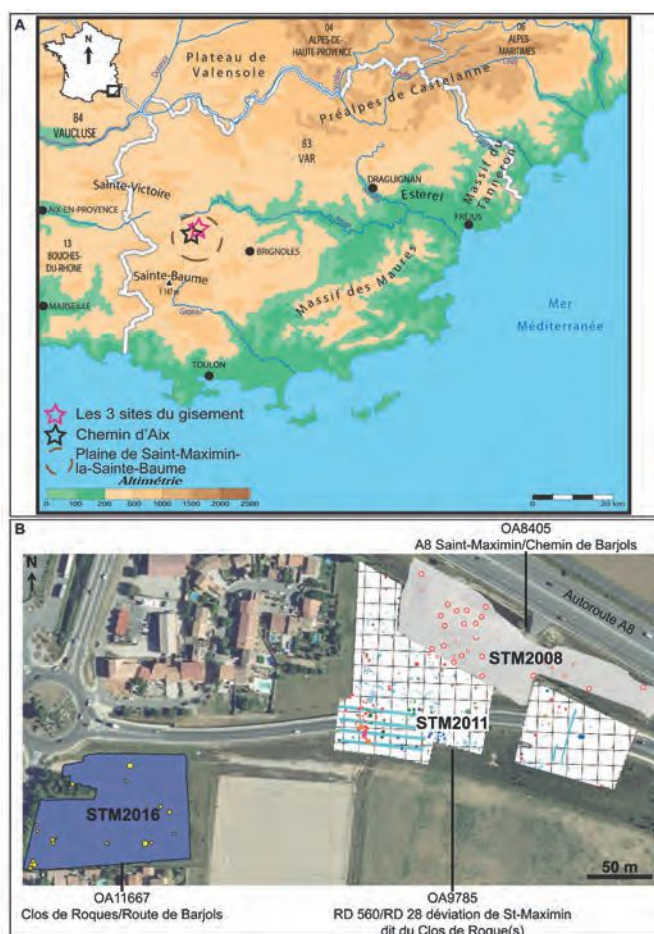 A
N
04
ALPES-DE-
HAUTE-PROVENCE
06
ALPES-
MARITIMES
Plateau de
Valensole
Préalpes de Castelanne
84
VAUCLUSE
83
VAR
Massif du
Tanneron
Sainte-Victoire
DRAGUIGNAN
Esterel
AIX-EN-PROVENCE
FRÉJUS
13
BOUCHES-
DU-RHONE
BRIGNOLES
Sainte-Baume
Massif des Maures
MARSEILLE
Gapeau
Mer
Méditerranée
TOULON
Les 3 sites du gisement
Chemin d'Aix
Plaine de Saint-Maximin-
la-Sainte-Baume
Altimétrie
0 100 200 500 1000 1500 2000 2500
0 20 km
B
OA8405
A8 Saint-Maximin/Chemin de Barjols
N
Autoroute A8
STM2008
STM2011
STM2016
50 m
OA11667
Clos de Roques/Route de Barjols
OA9785
RD 560/RD 28 déviation de St-Maximin
dit du Clos de Roque(s)